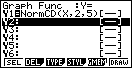 Graph Func :Y=
Y1■NormCD(X,2,5)[—]
Y2: [—]
Y3: [—]
Y4: [—]
Y5: [—]
Y6: [—]
SEL DEL TYPE STYL GMEM DRAW